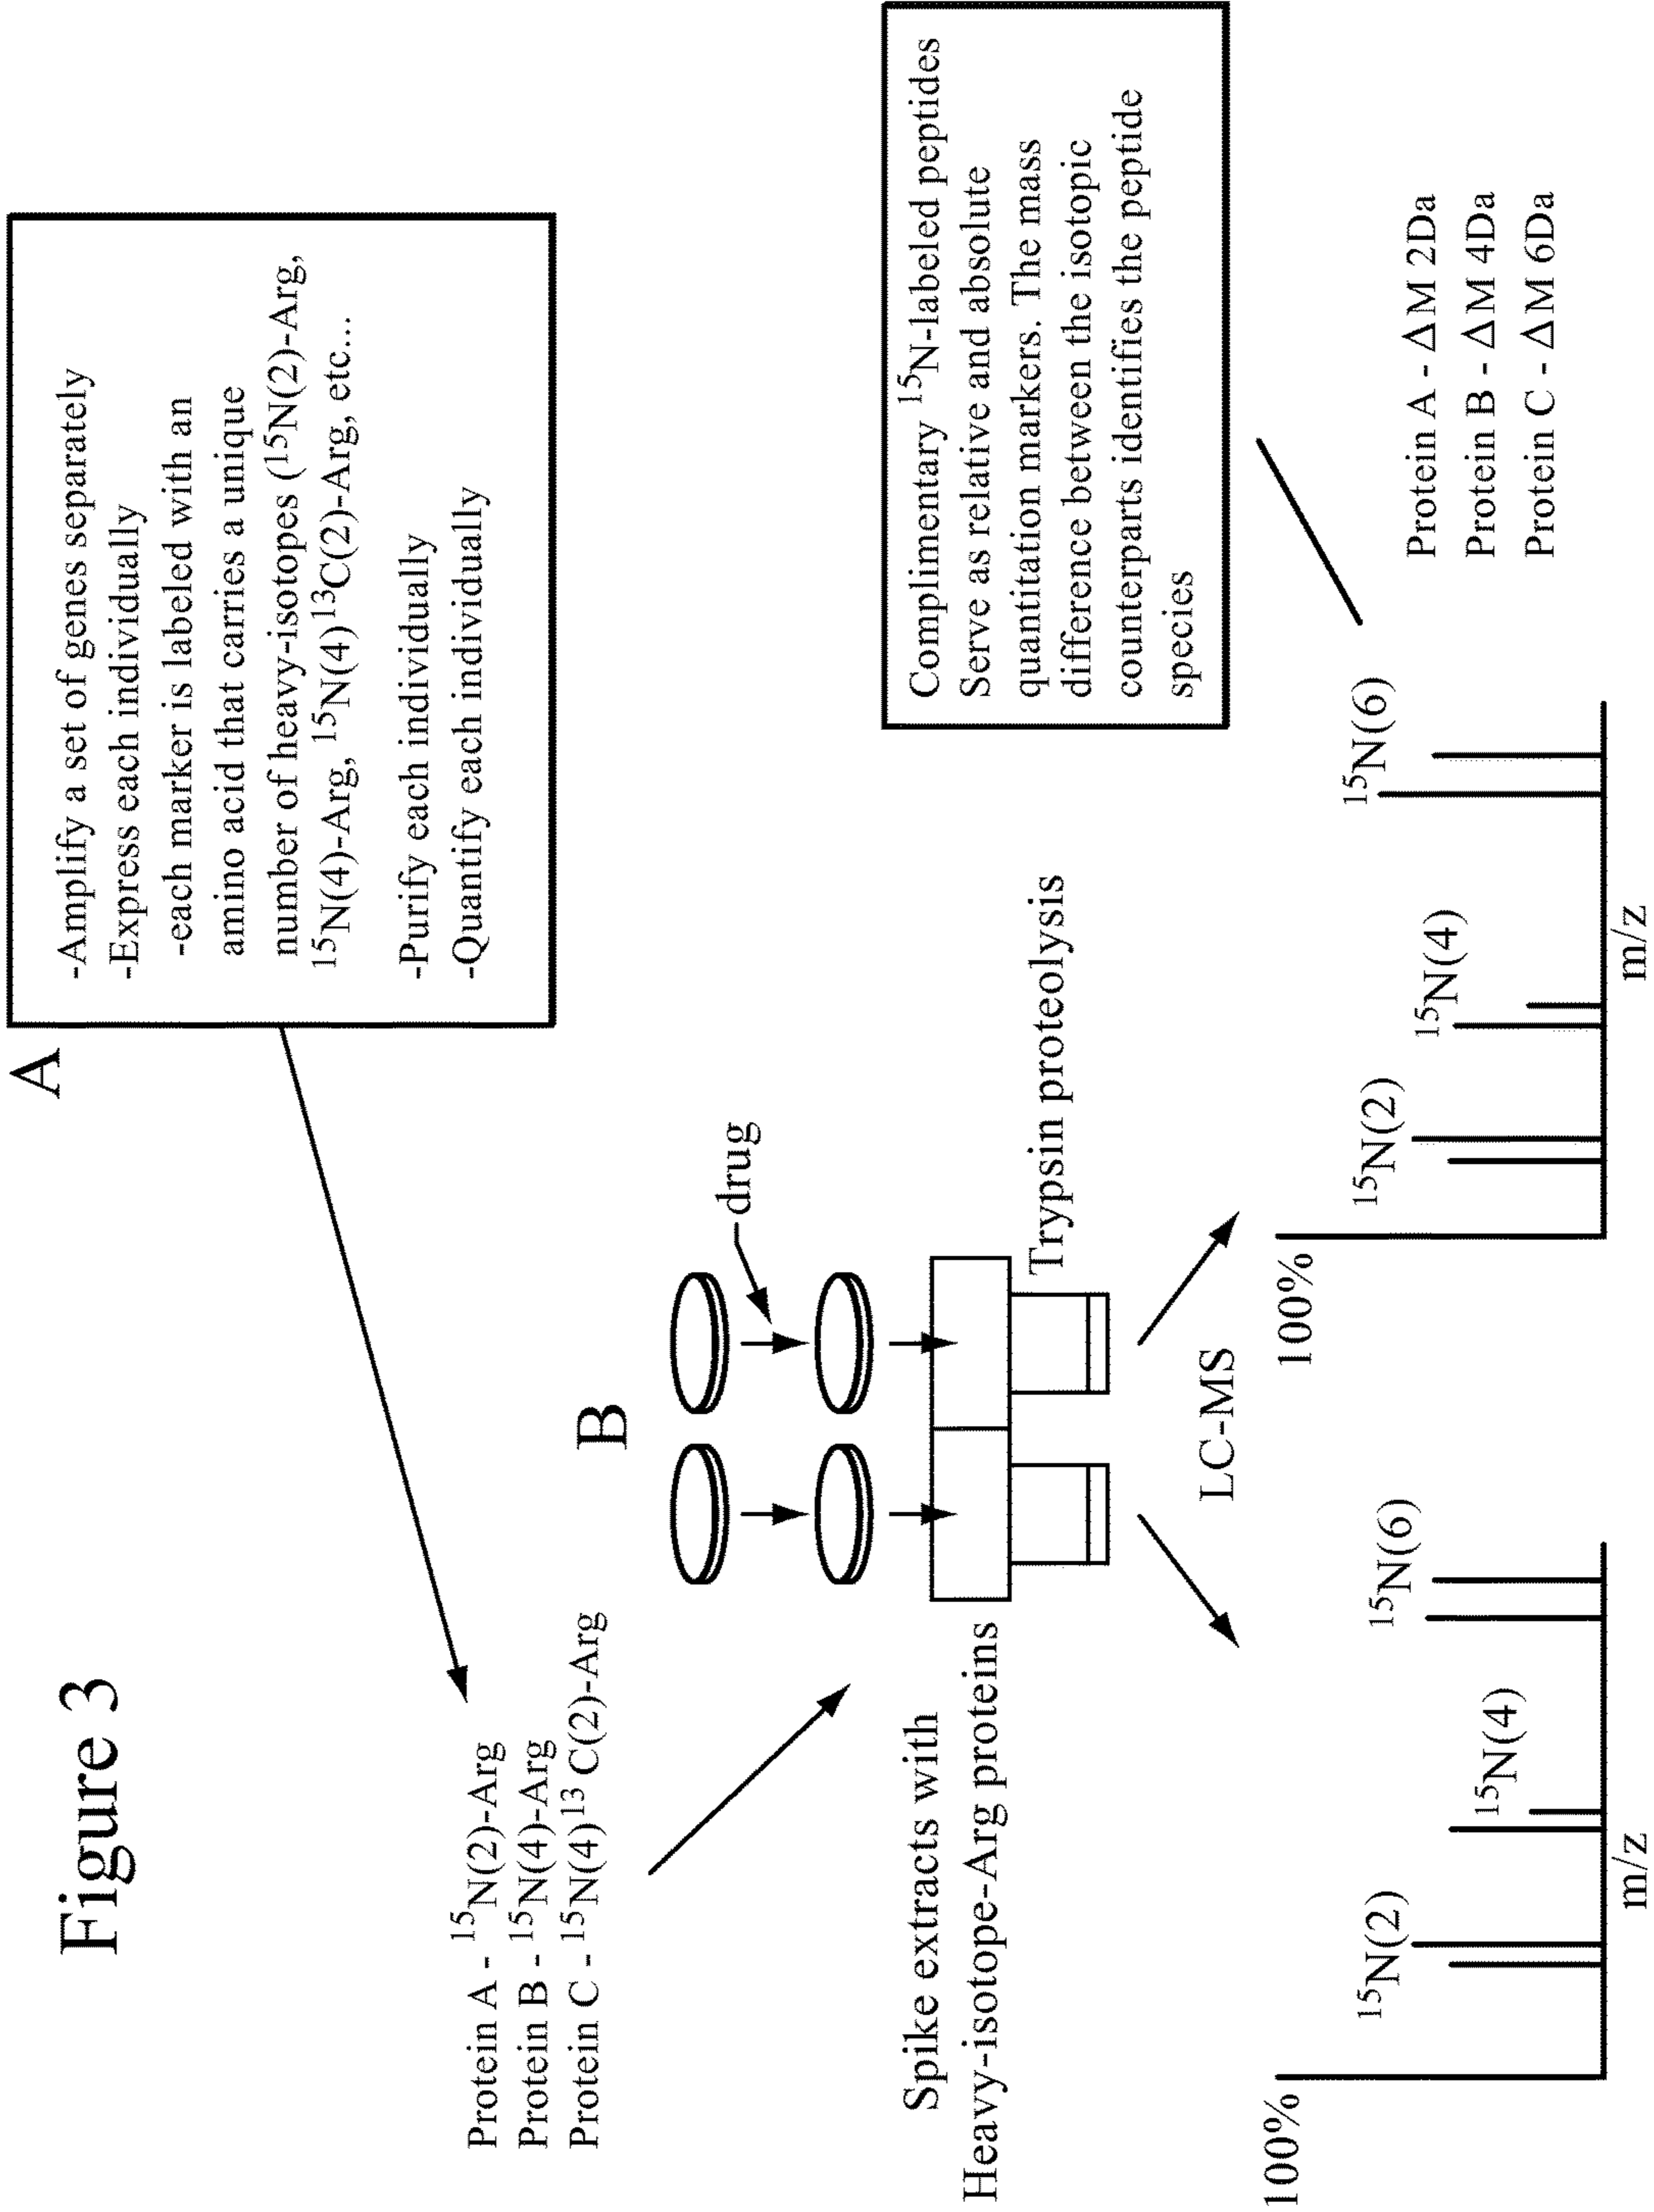 Figure 3
A
-Amplify a set of genes separately
-Express each individually
-each marker is labeled with an
amino acid that carries a unique
number of heavy-isotopes (¹⁵N(2)-Arg,
¹⁵N(4)-Arg, ¹⁵N(4)¹³C(2)-Arg, etc...
-Purify each individually
-Quantify each individually
Protein A - ¹⁵N(2)-Arg
Protein B - ¹⁵N(4)-Arg
Protein C - ¹⁵N(4)¹³ C(2)-Arg
B
drug
Spike extracts with
Heavy-isotope-Arg proteins
Trypsin proteolysis
LC-MS
Complimentary ¹⁵N-labeled peptides
Serve as relative and absolute
quantitation markers. The mass
difference between the isotopic
counterparts identifies the peptide
species
100%
¹⁵N(2)
¹⁵N(4)
¹⁵N(6)
m/z
100%
¹⁵N(2)
¹⁵N(4)
¹⁵N(6)
m/z
Protein A - ΔM 2Da
Protein B - ΔM 4Da
Protein C - ΔM 6Da